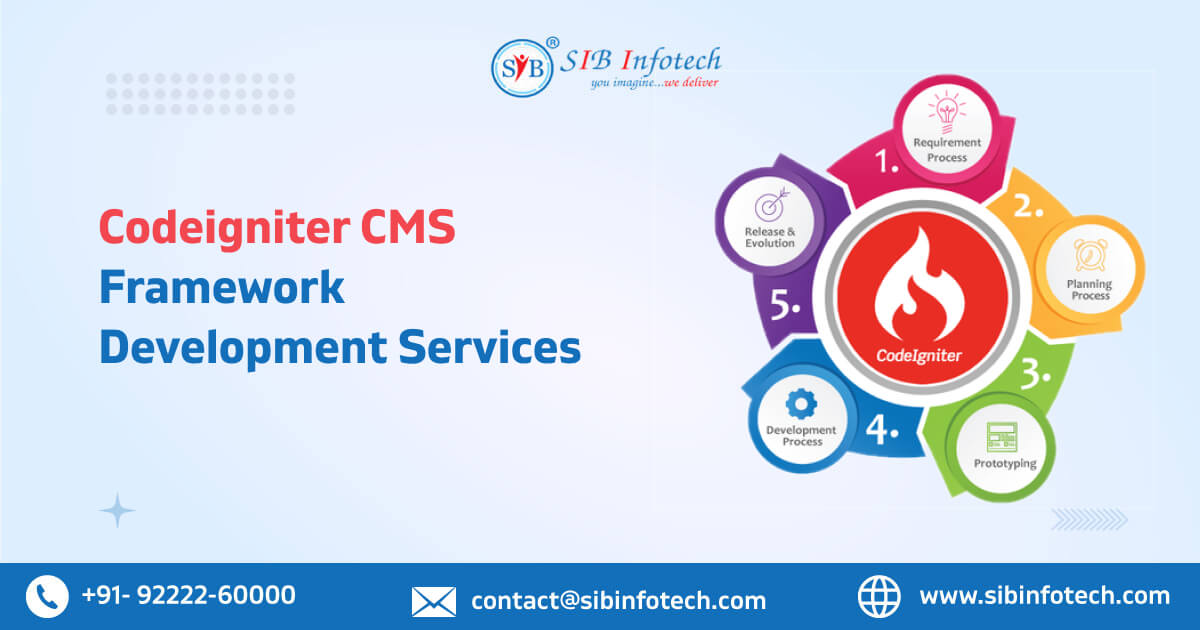 SIB
®
SIB Infotech
you imagine...we deliver
Codeigniter CMS
Framework
Development Services
1.
Requirement
Process
2.
Planning
Process
3.
Prototyping
4.
Development
Process
5.
Release &
Evolution
CodeIgniter
+91- 92222-60000
contact@sibinfotech.com
www.sibinfotech.com